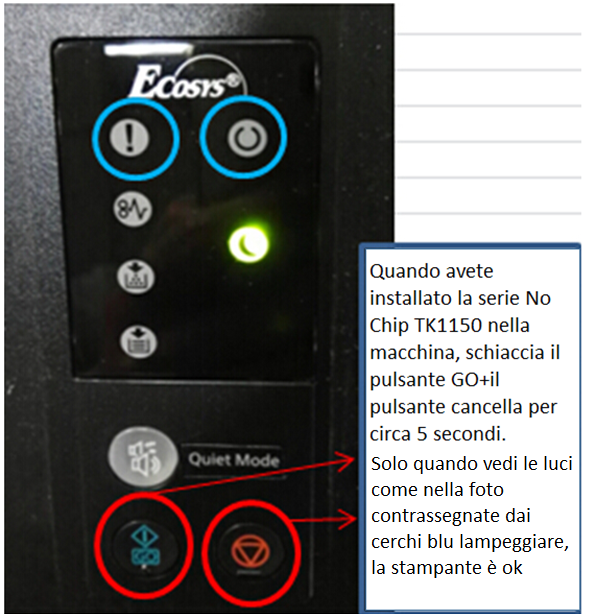 ECOSYS®
Quiet Mode
GO
Quando avete
installato la serie No
Chip TK1150 nella
macchina, schiaccia il
pulsante GO+il
pulsante cancella per
circa 5 secondi.
Solo quando vedi le luci
come nella foto
contrassegnate dai
cerchi blu lampeggiare,
la stampante è ok